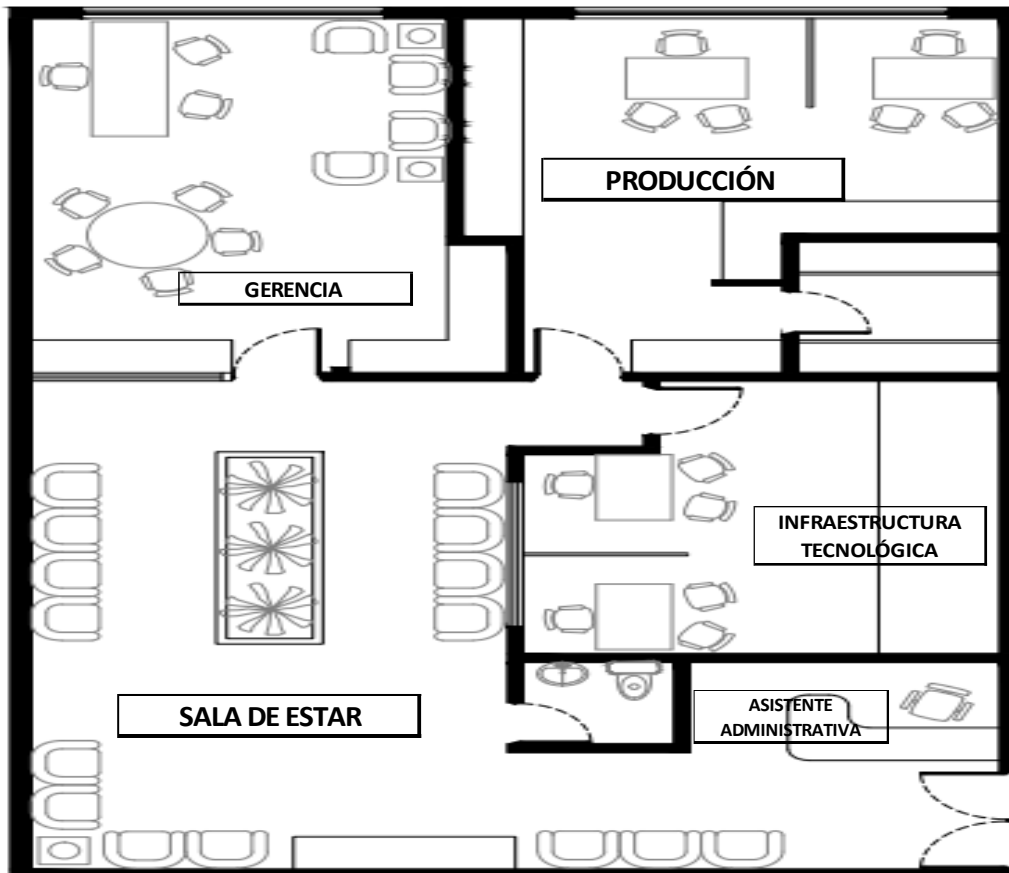 PRODUCCIÓN
GERENCIA
INFRAESTRUCTURA
TECNOLÓGICA
SALA DE ESTAR
ASISTENTE
ADMINISTRATIVA